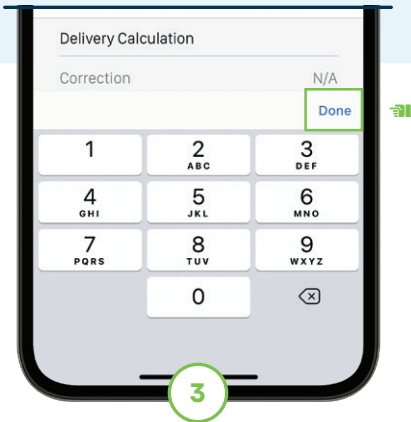 Delivery Calculation
Correction N/A
Done
1 2 3
ABC DEF
4 5 6
GHI JKL MNO
7 8 9
PQRS TUV WXYZ
0
3